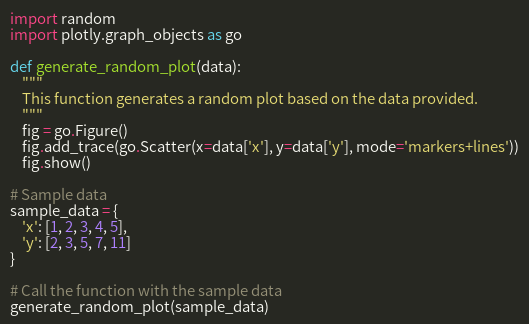 import random
import plotly.graph_objects as go

def generate_random_plot(data):
    """
    This function generates a random plot based on the data provided.
    """
    fig = go.Figure()
    fig.add_trace(go.Scatter(x=data['x'], y=data['y'], mode='markers+lines'))
    fig.show()

# Sample data
sample_data = {
    'x': [1, 2, 3, 4, 5],
    'y': [2, 3, 5, 7, 11]
}

# Call the function with the sample data
generate_random_plot(sample_data)